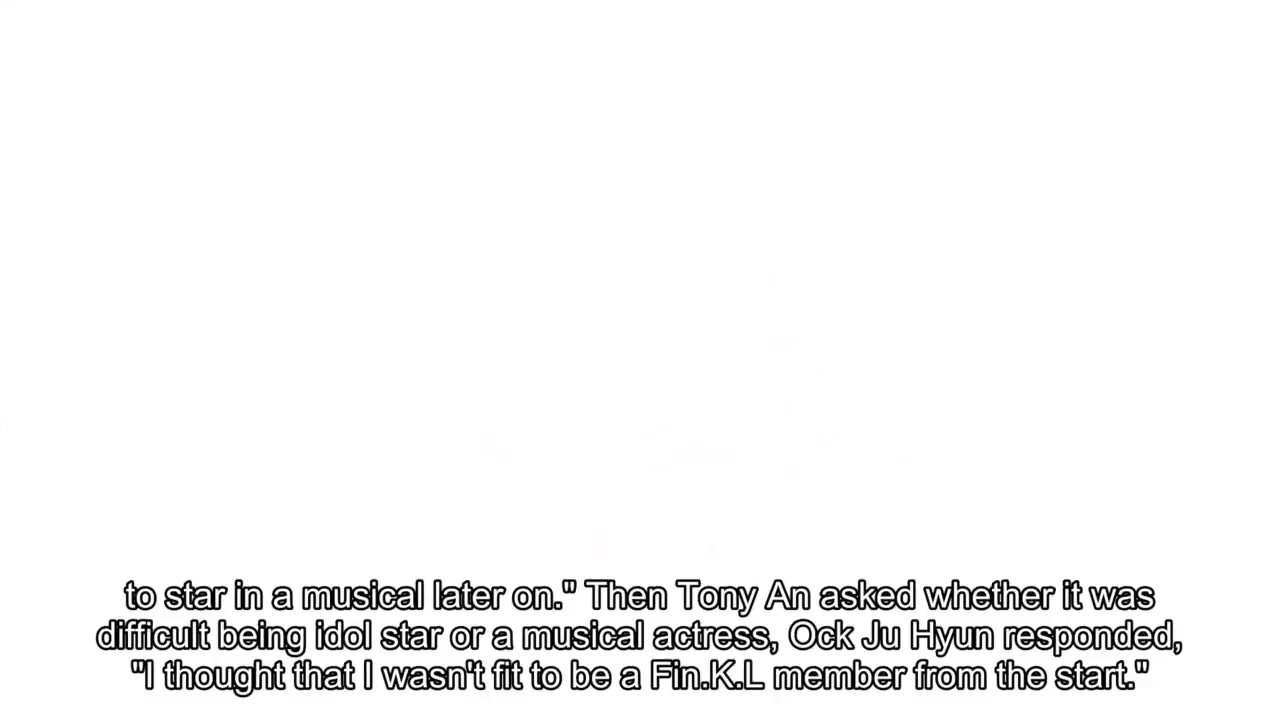 to star in a musical later on." Then Tony An asked whether it was
difficult being idol star or a musical actress, Ock Ju Hyun responded,
"I thought that I wasn't fit to be a Fin.K.L member from the start."